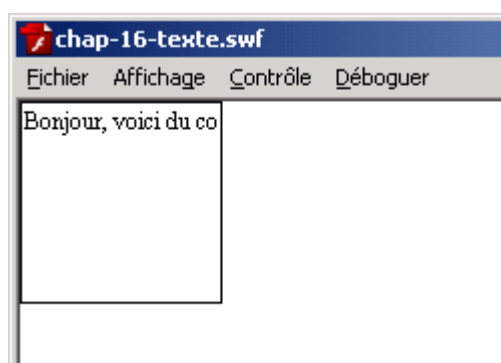 chap-16-texte.swf
Fichier Affichage Contrôle Déboguer
Bonjour, voici du co